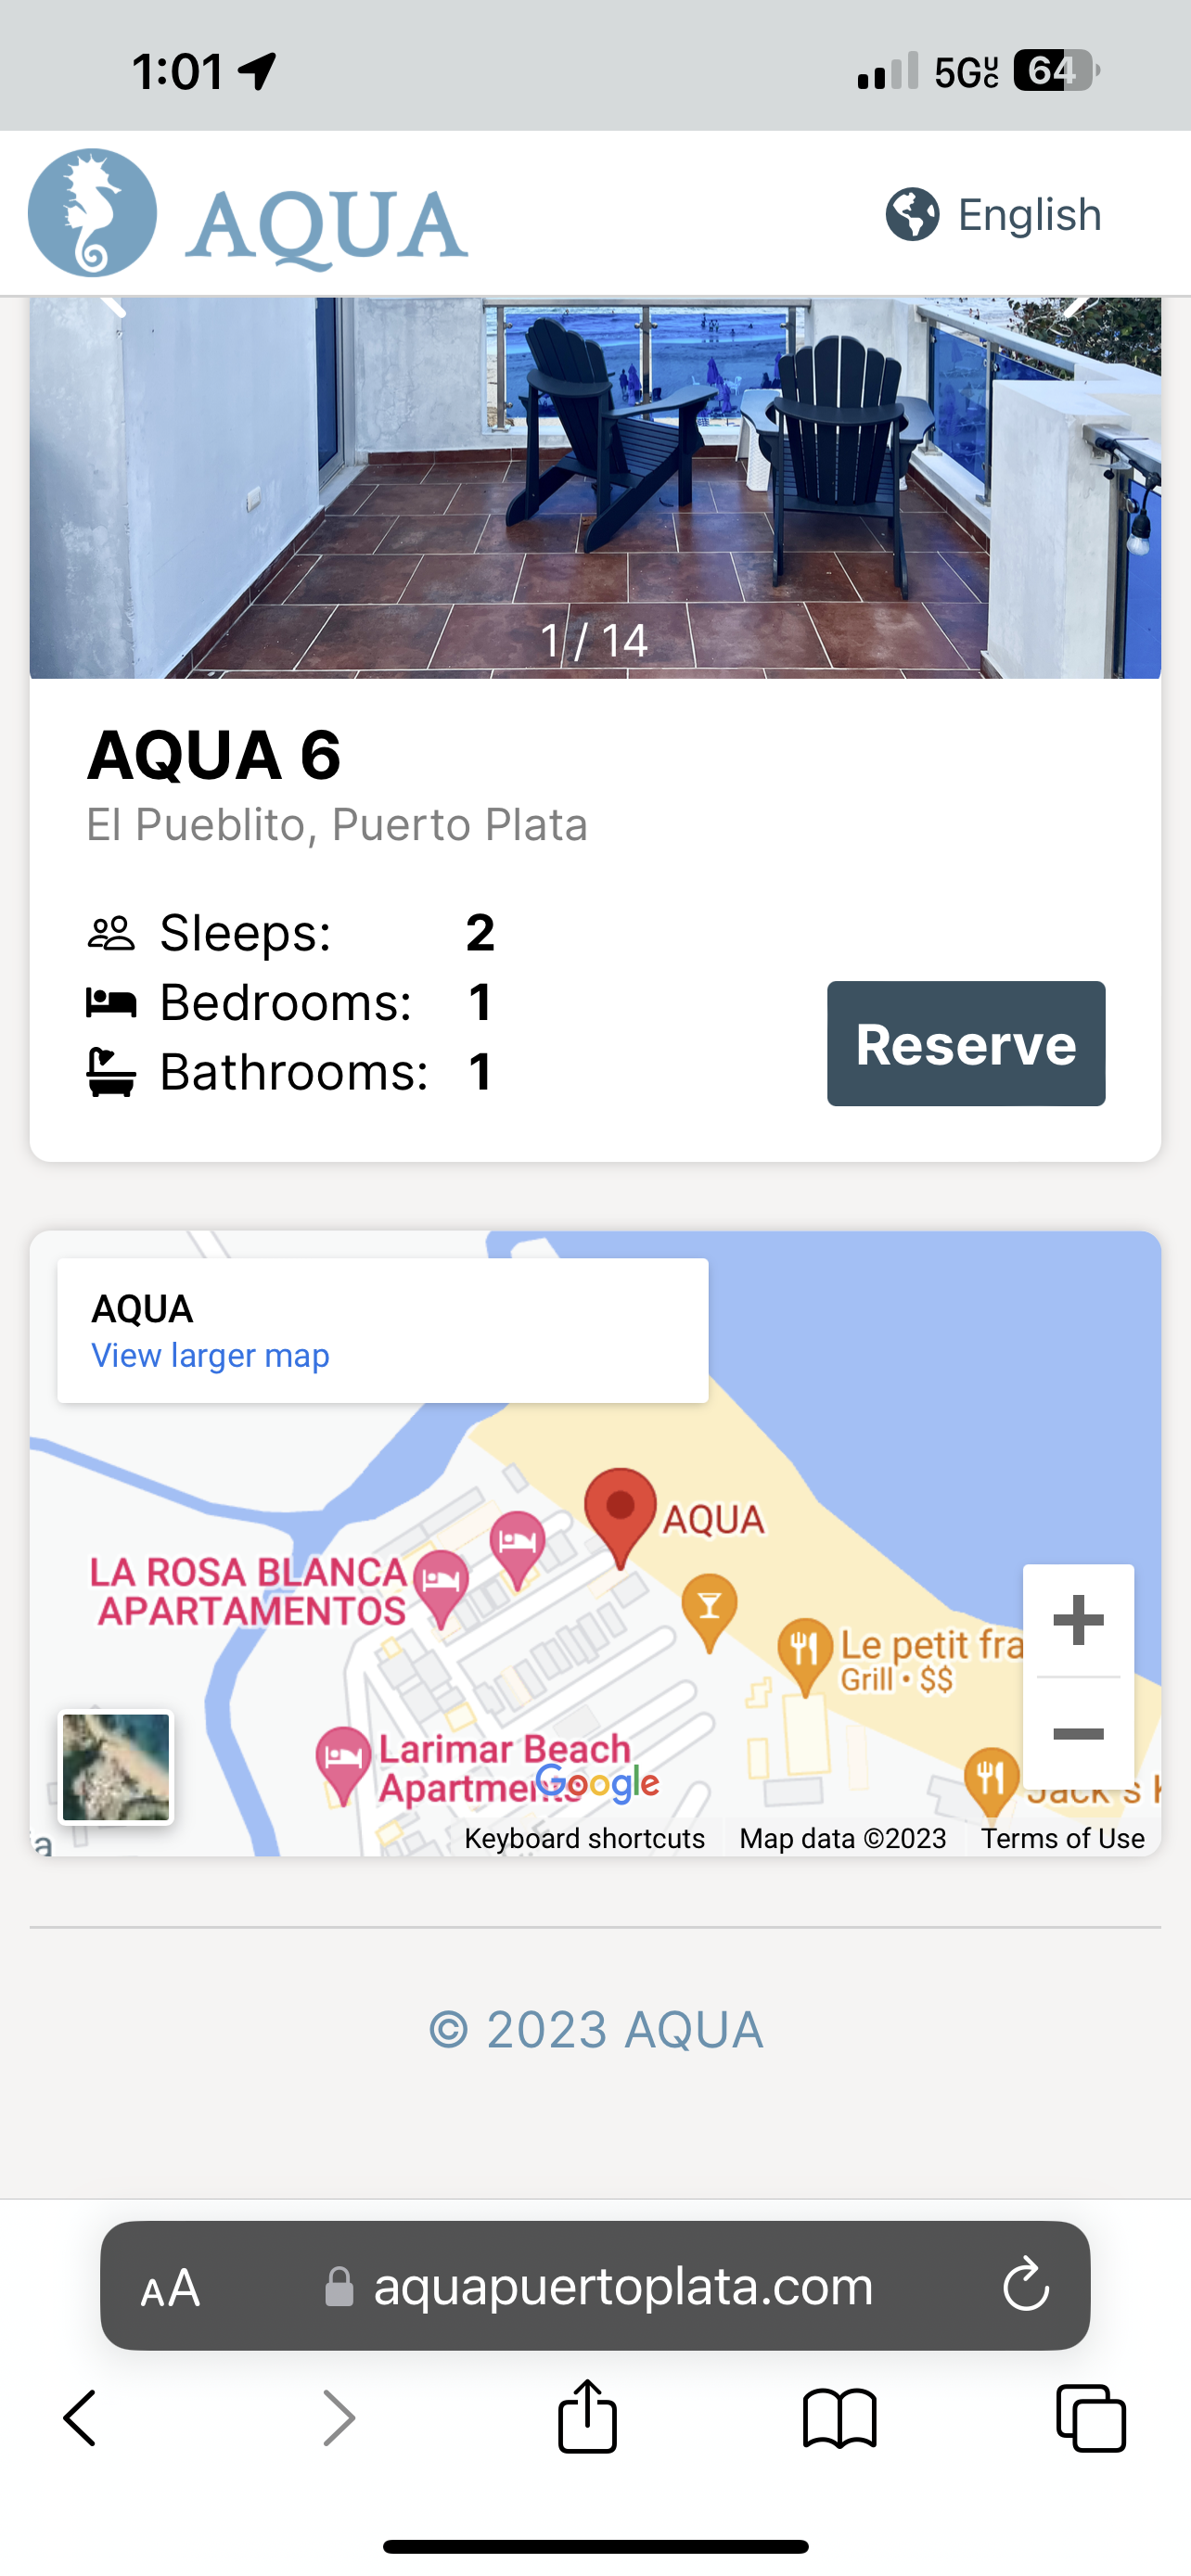 1:01
5G UC 64
AQUA
English
1 / 14
AQUA 6
El Pueblito, Puerto Plata
Sleeps: 2
Bedrooms: 1
Bathrooms: 1
Reserve
AQUA
View larger map
AQUA
LA ROSA BLANCA
APARTAMENTOS
Le petit fra
Grill • $$
Larimar Beach
Apartments
Google
Jack's
a
Keyboard shortcuts
Map data ©2023
Terms of Use
© 2023 AQUA
AA
aquapuertoplata.com